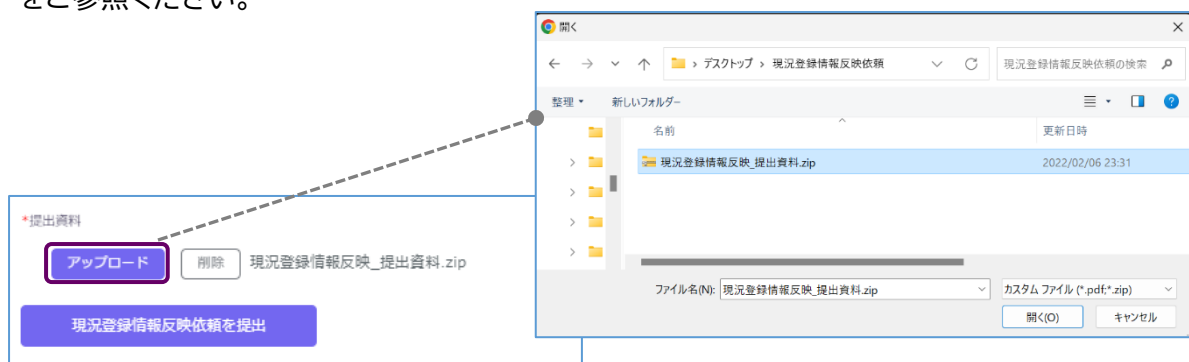 をご参照ください。
開く
デスクトップ › 現況登録情報反映依頼
現況登録情報反映依頼の検索
整理
新しいフォルダー
名前
更新日時
現況登録情報反映_提出資料.zip
2022/02/06 23:31
ファイル名(N):
現況登録情報反映_提出資料.zip
カスタム ファイル (*.pdf;*.zip)
開く(O)
キャンセル
*提出資料
アップロード
削除
現況登録情報反映_提出資料.zip
現況登録情報反映依頼を提出